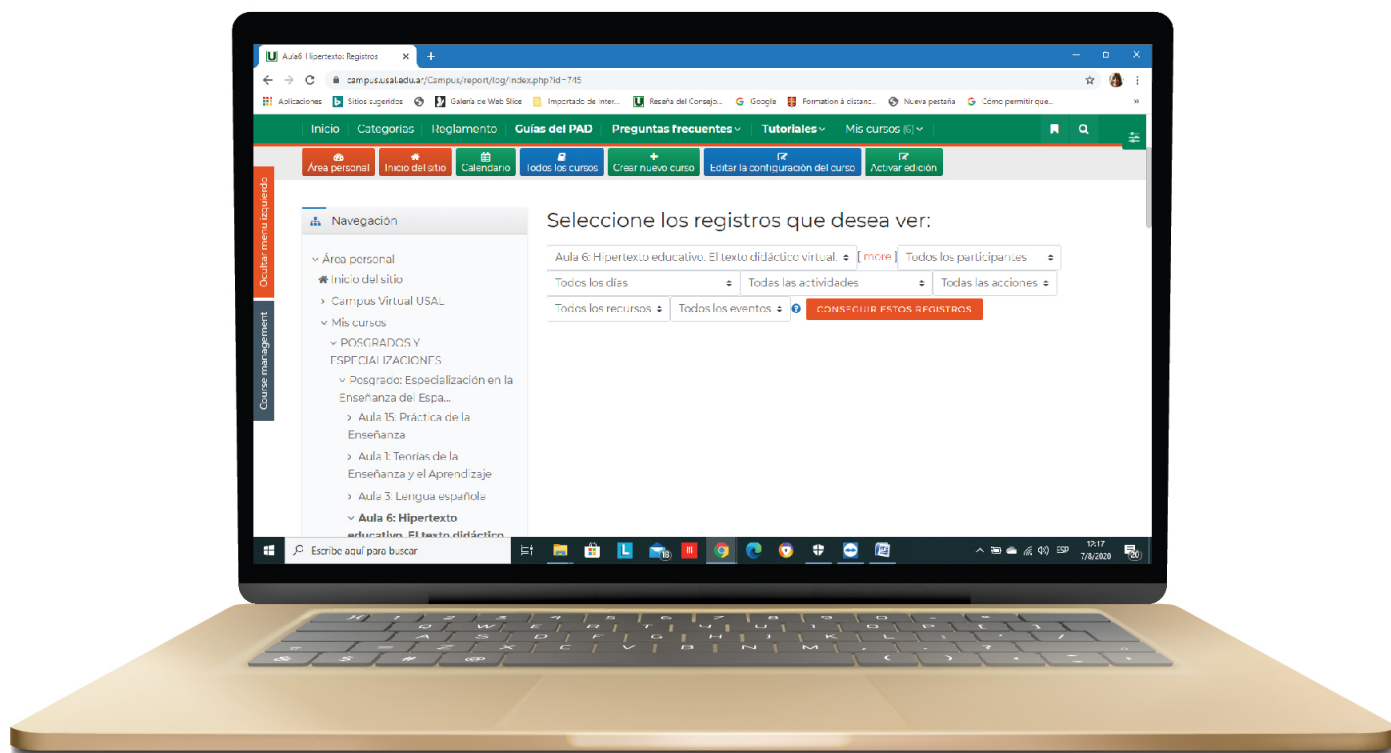 Aula6: Hipertexto: Registros
campus.usal.edu.ar/Campus/report/log/index.php?id=745
Aplicaciones Sitios sugeridos Galería de Web Slice Importado de Inter... Reseña del Consejo... Google Formation à distanc... Nueva pestaña Cómo permitir que... »
Inicio Categorías Reglamento Guías del PAD Preguntas frecuentes Tutoriales Mis cursos (6)
Área personal Inicio del sitio Calendario Todos los cursos Crear nuevo curso Editar la configuración del curso Activar edición
Ocultar menu izquierdo
Course management
Navegación
Área personal
Inicio del sitio
Campus Virtual USAL
Mis cursos
POSGRADOS Y
ESPECIALIZACIONES
Posgrado: Especialización en la
Enseñanza del Espa...
Aula 15: Práctica de la
Enseñanza
Aula 1: Teorías de la
Enseñanza y el Aprendizaje
Aula 3: Lengua española
Aula 6: Hipertexto
educativo. El texto didáctico
Seleccione los registros que desea ver:
Aula 6: Hipertexto educativo. El texto didáctico virtual. [ more ] Todos los participantes
Todos los días Todas las actividades Todas las acciones
Todos los recursos Todos los eventos CONSEGUIR ESTOS REGISTROS
Escribe aquí para buscar
L
18
ESP
12:17
7/8/2020
20